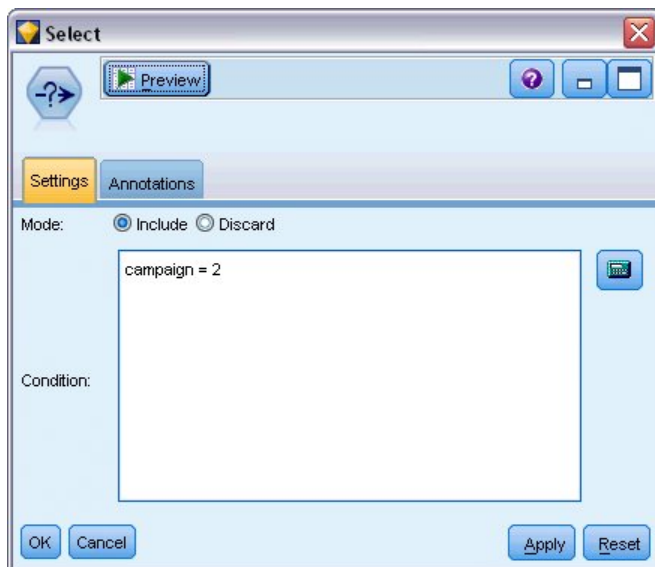 Select
Preview
Settings Annotations
Mode: Include Discard
campaign = 2
Condition:
OK Cancel Apply Reset